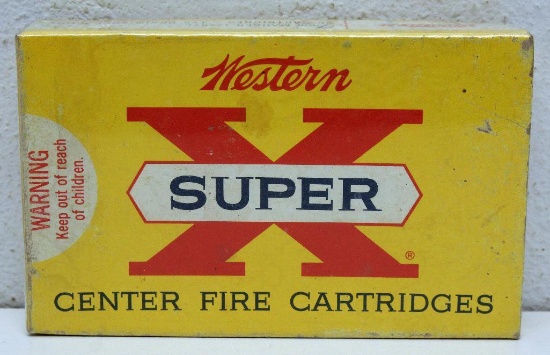 Western
X
SUPER
®
CENTER FIRE CARTRIDGES
WARNING
Keep out of reach
of children.